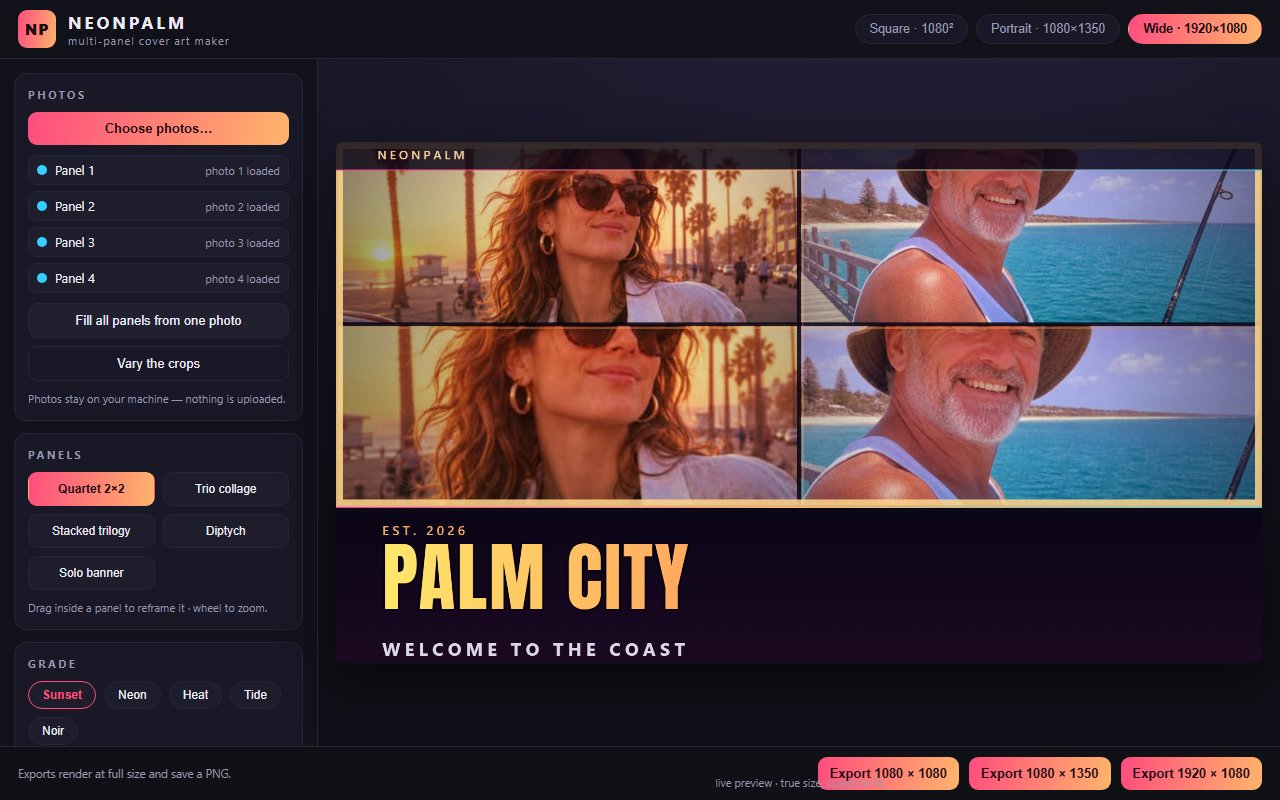 NP
NEONPALM
multi-panel cover art maker
Square · 1080²
Portrait · 1080×1350
Wide · 1920×1080
PHOTOS
Choose photos…
Panel 1 photo 1 loaded
Panel 2 photo 2 loaded
Panel 3 photo 3 loaded
Panel 4 photo 4 loaded
Fill all panels from one photo
Vary the crops
Photos stay on your machine — nothing is uploaded.
PANELS
Quartet 2×2
Trio collage
Stacked trilogy
Diptych
Solo banner
Drag inside a panel to reframe it · wheel to zoom.
GRADE
Sunset
Neon
Heat
Tide
Noir
NEONPALM
EST. 2026
PALM CITY
WELCOME TO THE COAST
Exports render at full size and save a PNG.
live preview · true size
Export 1080 × 1080
Export 1080 × 1350
Export 1920 × 1080